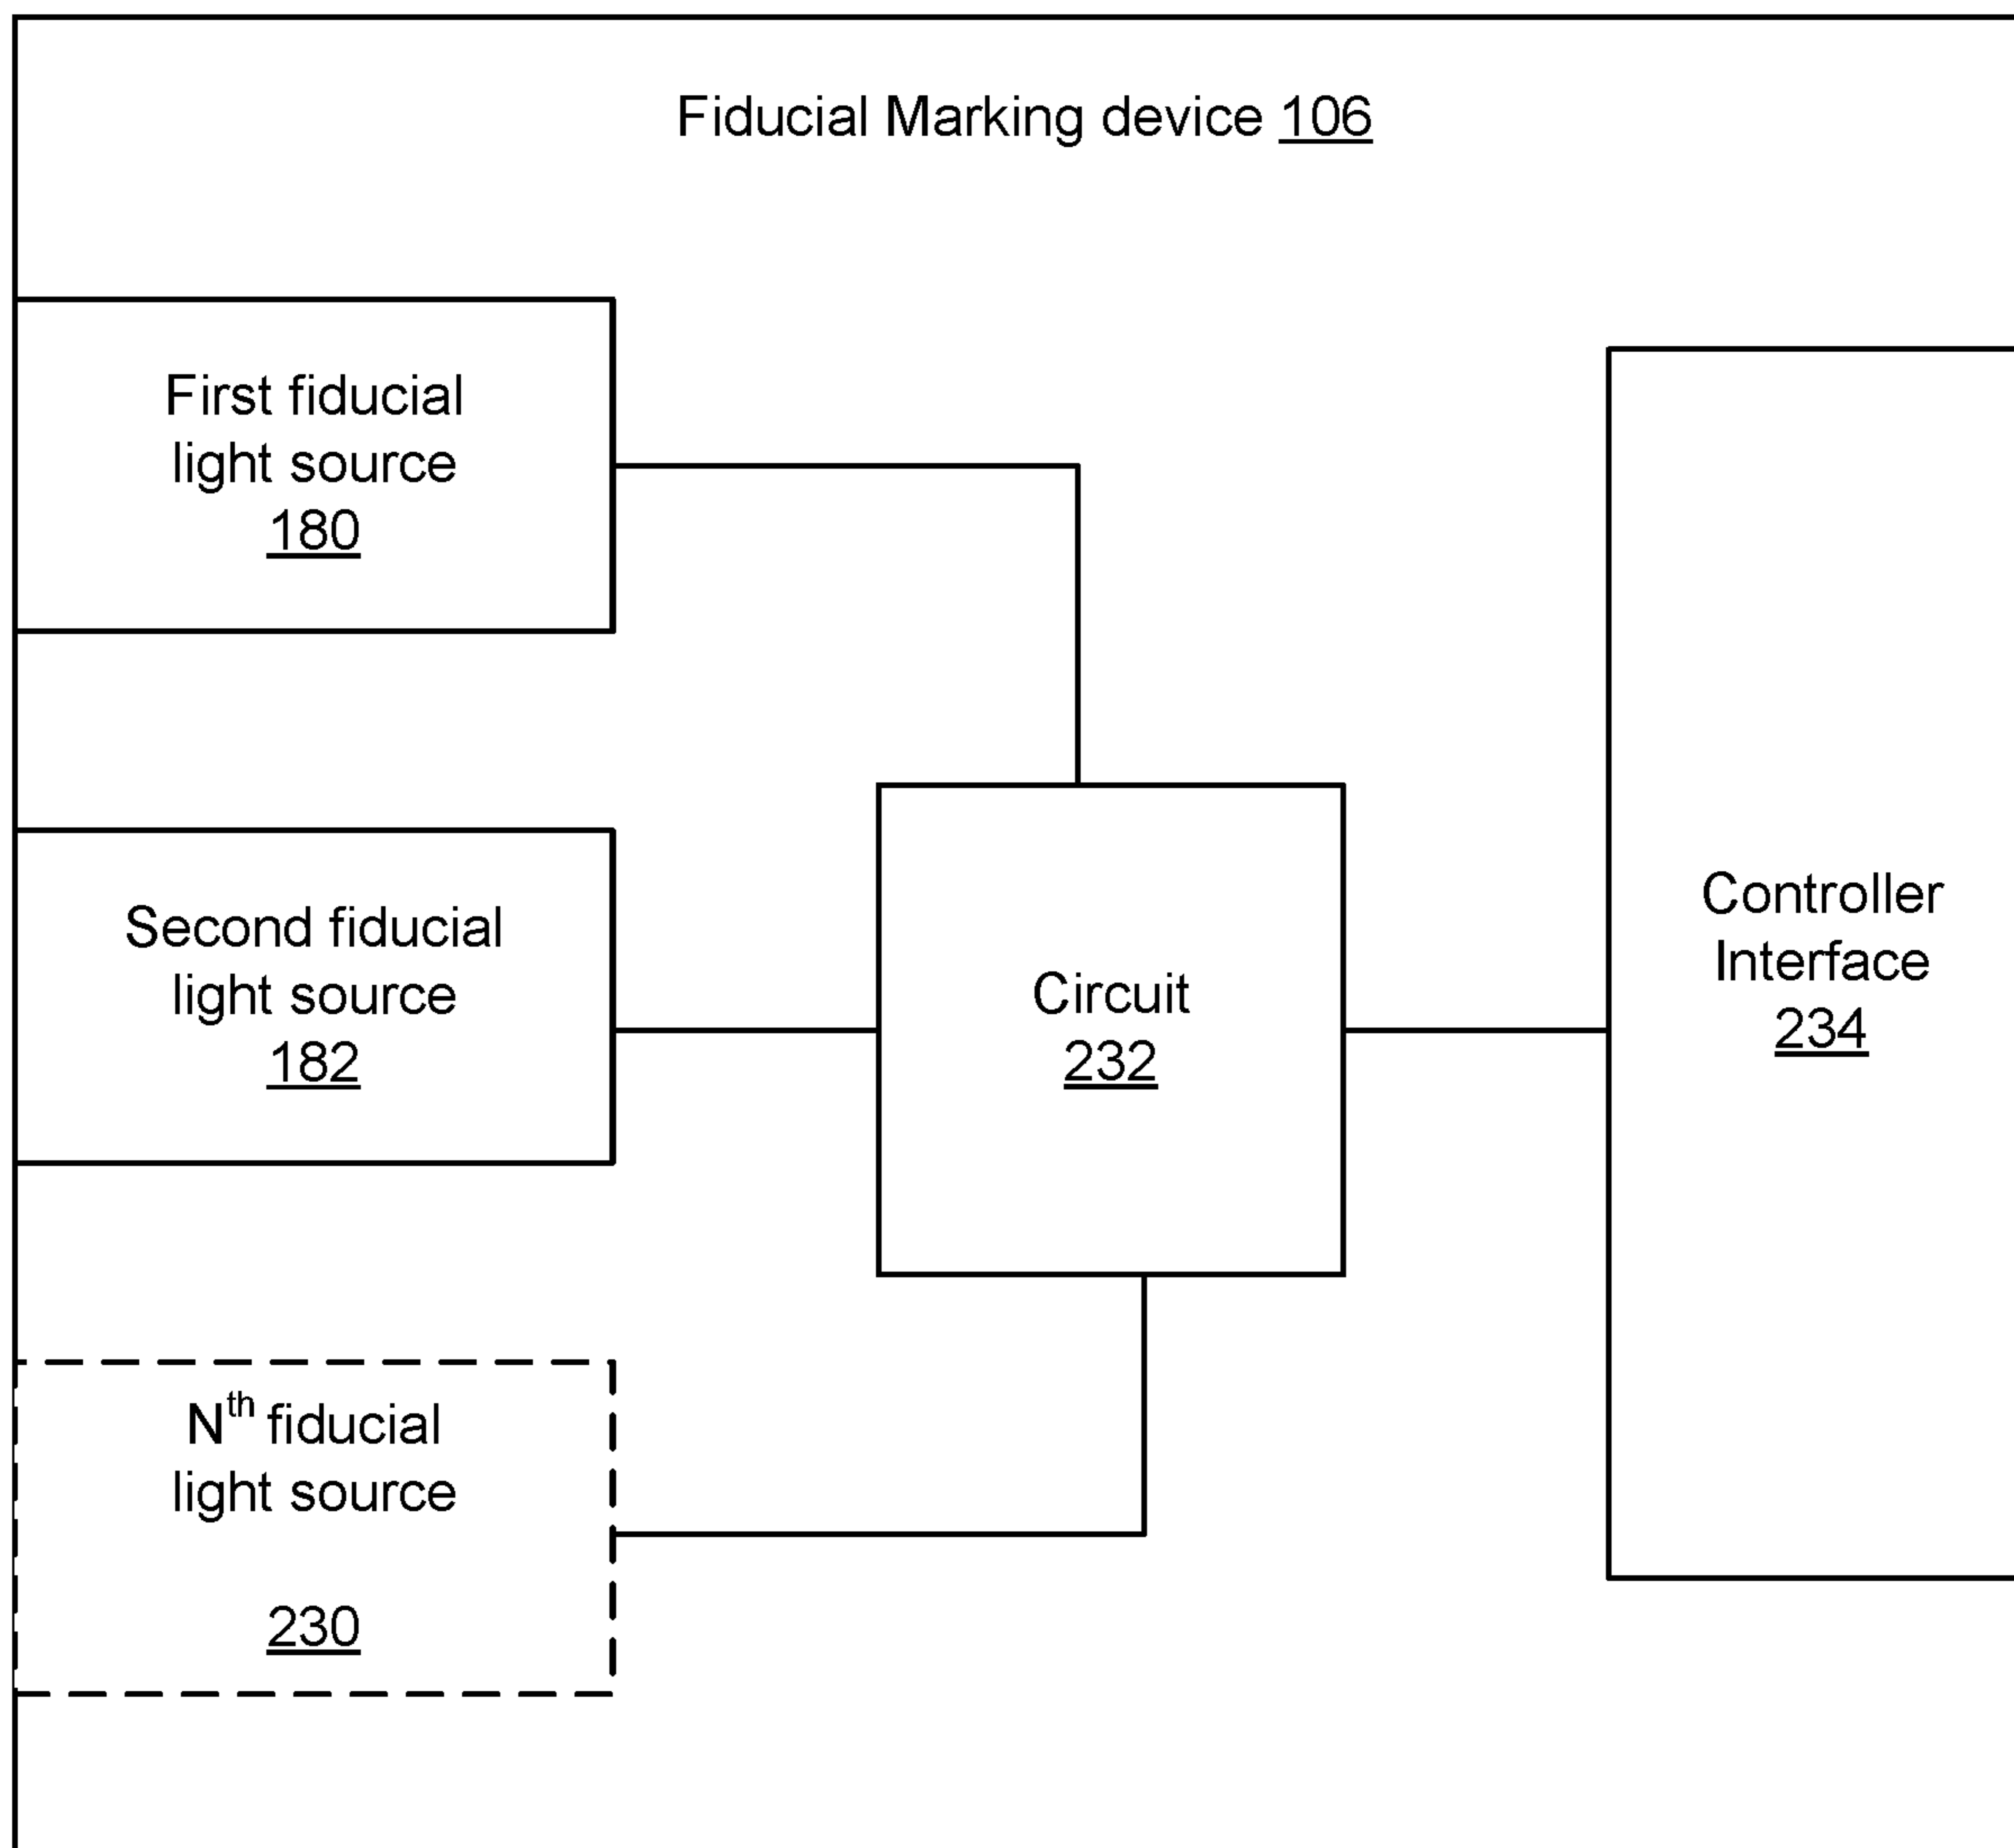 Fiducial Marking device 106
First fiducial
light source
180
Second fiducial
light source
182
Circuit
232
Controller
Interface
234
Nth fiducial
light source
230